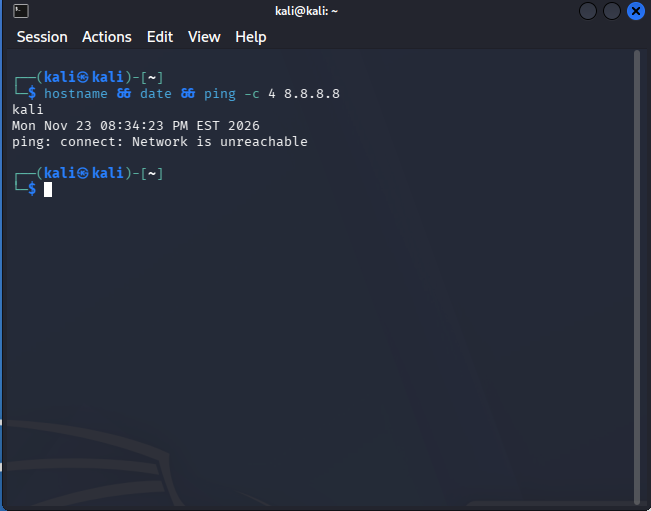 kali@kali: ~
Session Actions Edit View Help
┌──(kali㉿kali)-[~]
└─$ hostname && date && ping -c 4 8.8.8.8
kali
Mon Nov 23 08:34:23 PM EST 2026
ping: connect: Network is unreachable
┌──(kali㉿kali)-[~]
└─$